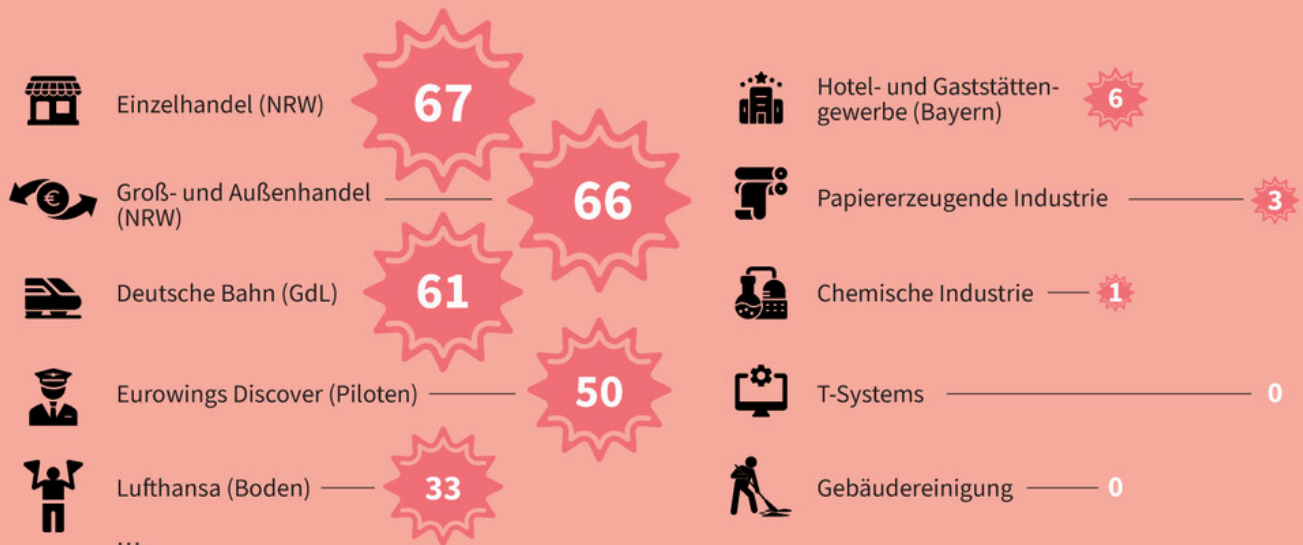 Einzelhandel (NRW)
67
Groß- und Außenhandel
(NRW)
66
Deutsche Bahn (GdL)
61
Eurowings Discover (Piloten)
50
Lufthansa (Boden)
33
...
Hotel- und Gaststätten-
gewerbe (Bayern)
6
Papiererzeugende Industrie
3
Chemische Industrie
1
T-Systems
0
Gebäudereinigung
0